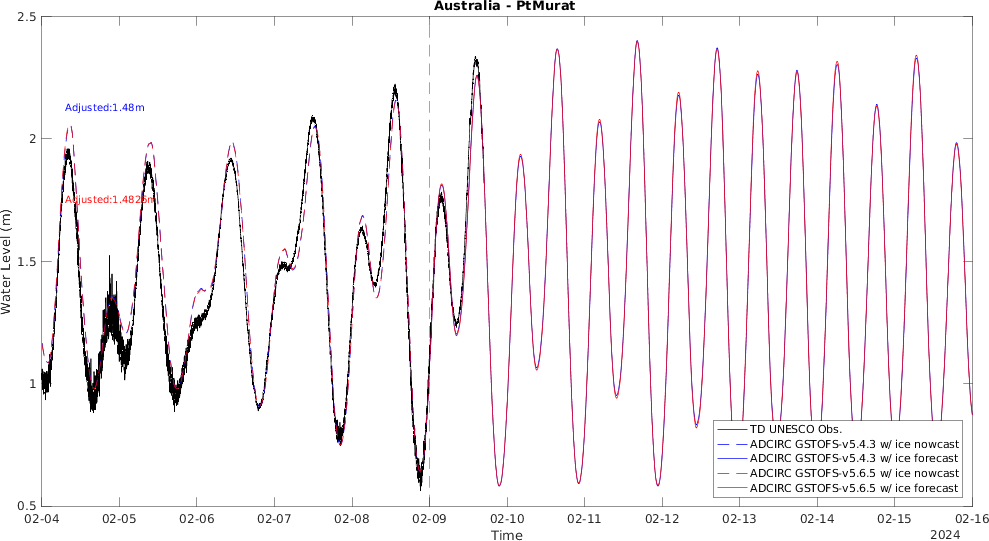 Australia - PtMurat
2.5
2
1.5
1
0.5
Water Level (m)
Adjusted:1.48m
Adjusted:1.4826m
TD UNESCO Obs.
ADCIRC GSTOFS-v5.4.3 w/ ice nowcast
ADCIRC GSTOFS-v5.4.3 w/ ice forecast
ADCIRC GSTOFS-v5.6.5 w/ ice nowcast
ADCIRC GSTOFS-v5.6.5 w/ ice forecast
02-04 02-05 02-06 02-07 02-08 02-09 02-10 02-11 02-12 02-13 02-14 02-15 02-16
Time
2024